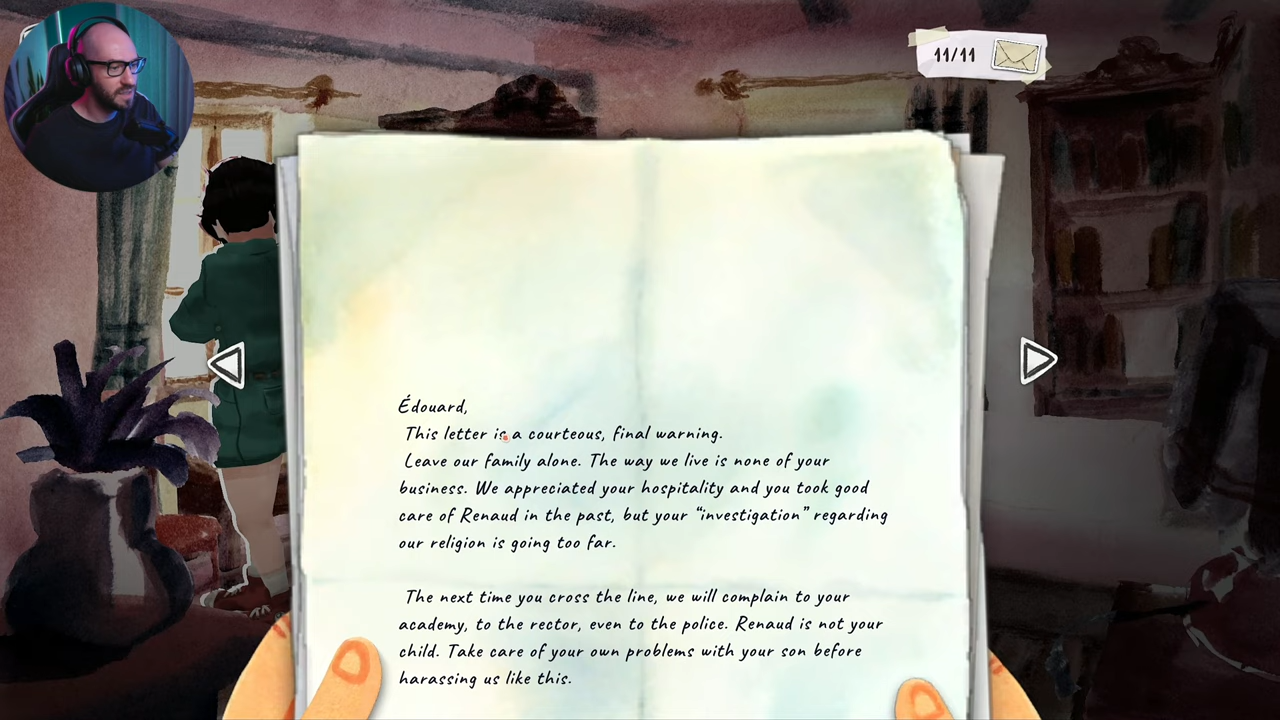 11/11
Édouard,
This letter is a courteous, final warning.
Leave our family alone. The way we live is none of your
business. We appreciated your hospitality and you took good
care of Renaud in the past, but your “investigation” regarding
our religion is going too far.
The next time you cross the line, we will complain to your
academy, to the rector, even to the police. Renaud is not your
child. Take care of your own problems with your son before
harassing us like this.